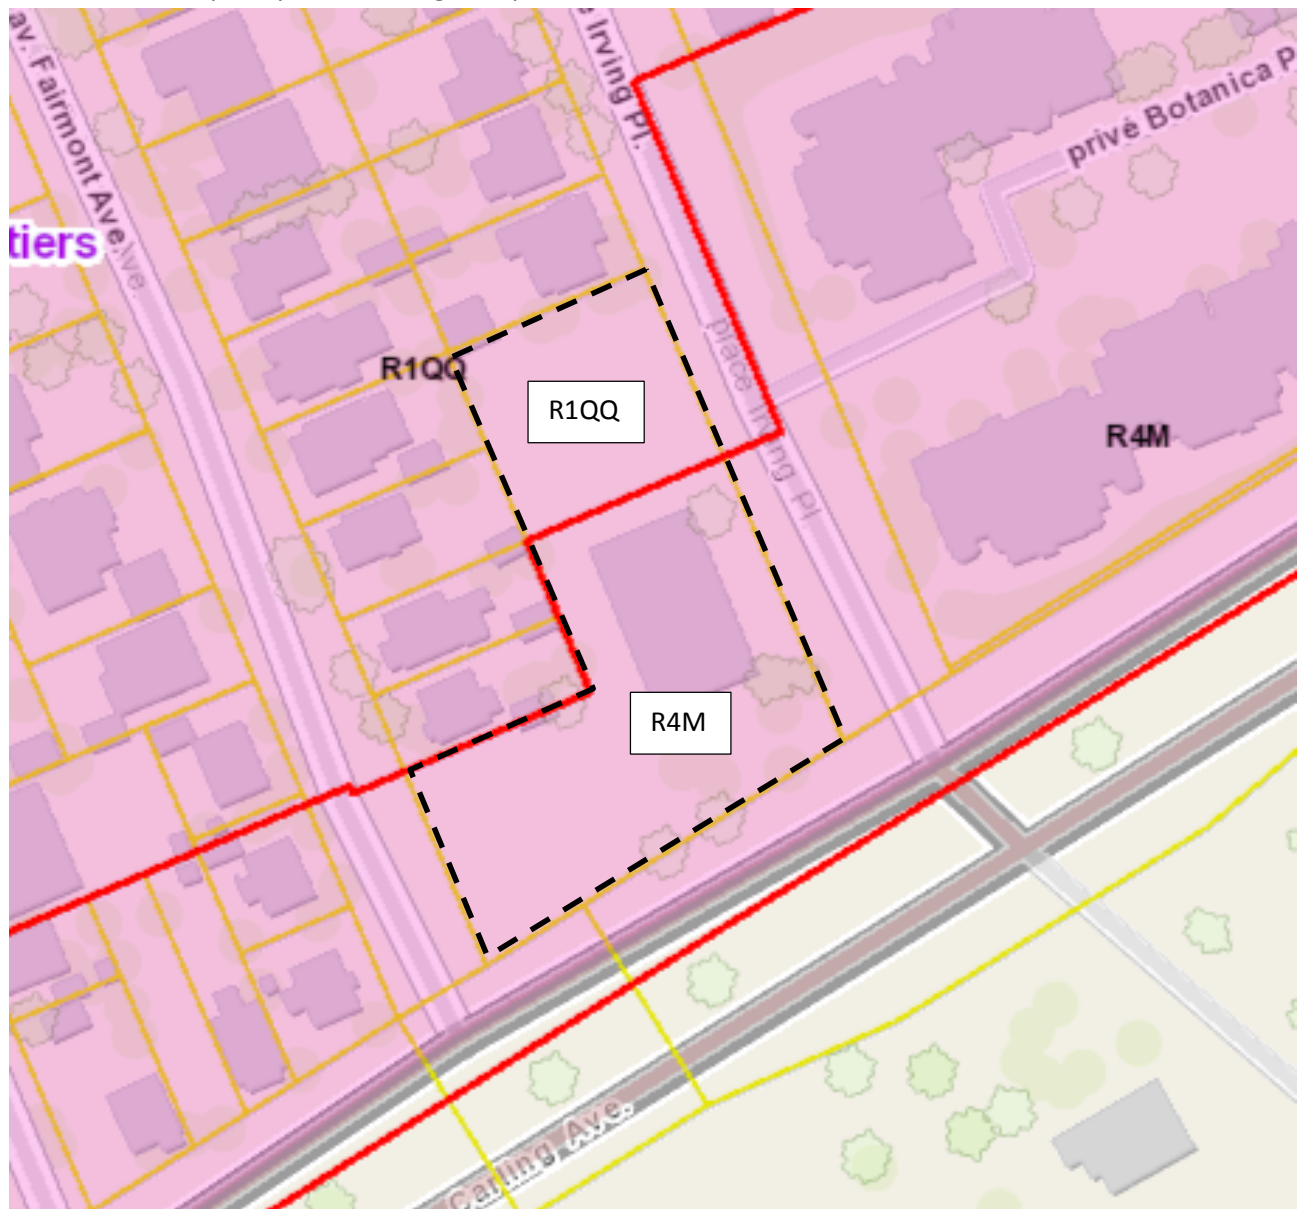 av. Fairmont Ave.
Irving Pl.
privé Botanica P
tiers
R1QQ
R1QQ
place Irving Pl
R4M
R4M
Carling Ave.